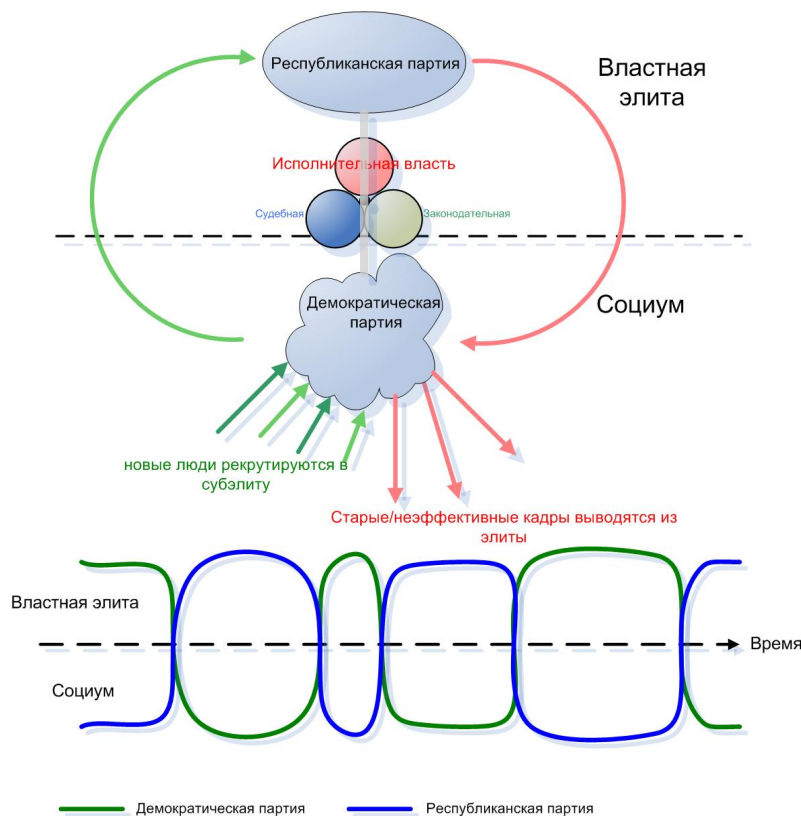 Республиканская партия
Властная
элита
Исполнительная власть
Судебная
Законодательная
Демократическая
партия
Социум
новые люди рекрутируются в
субэлиту
Старые/неэффективные кадры выводятся из
элиты
Властная элита
Время
Социум
Демократическая партия
Республиканская партия